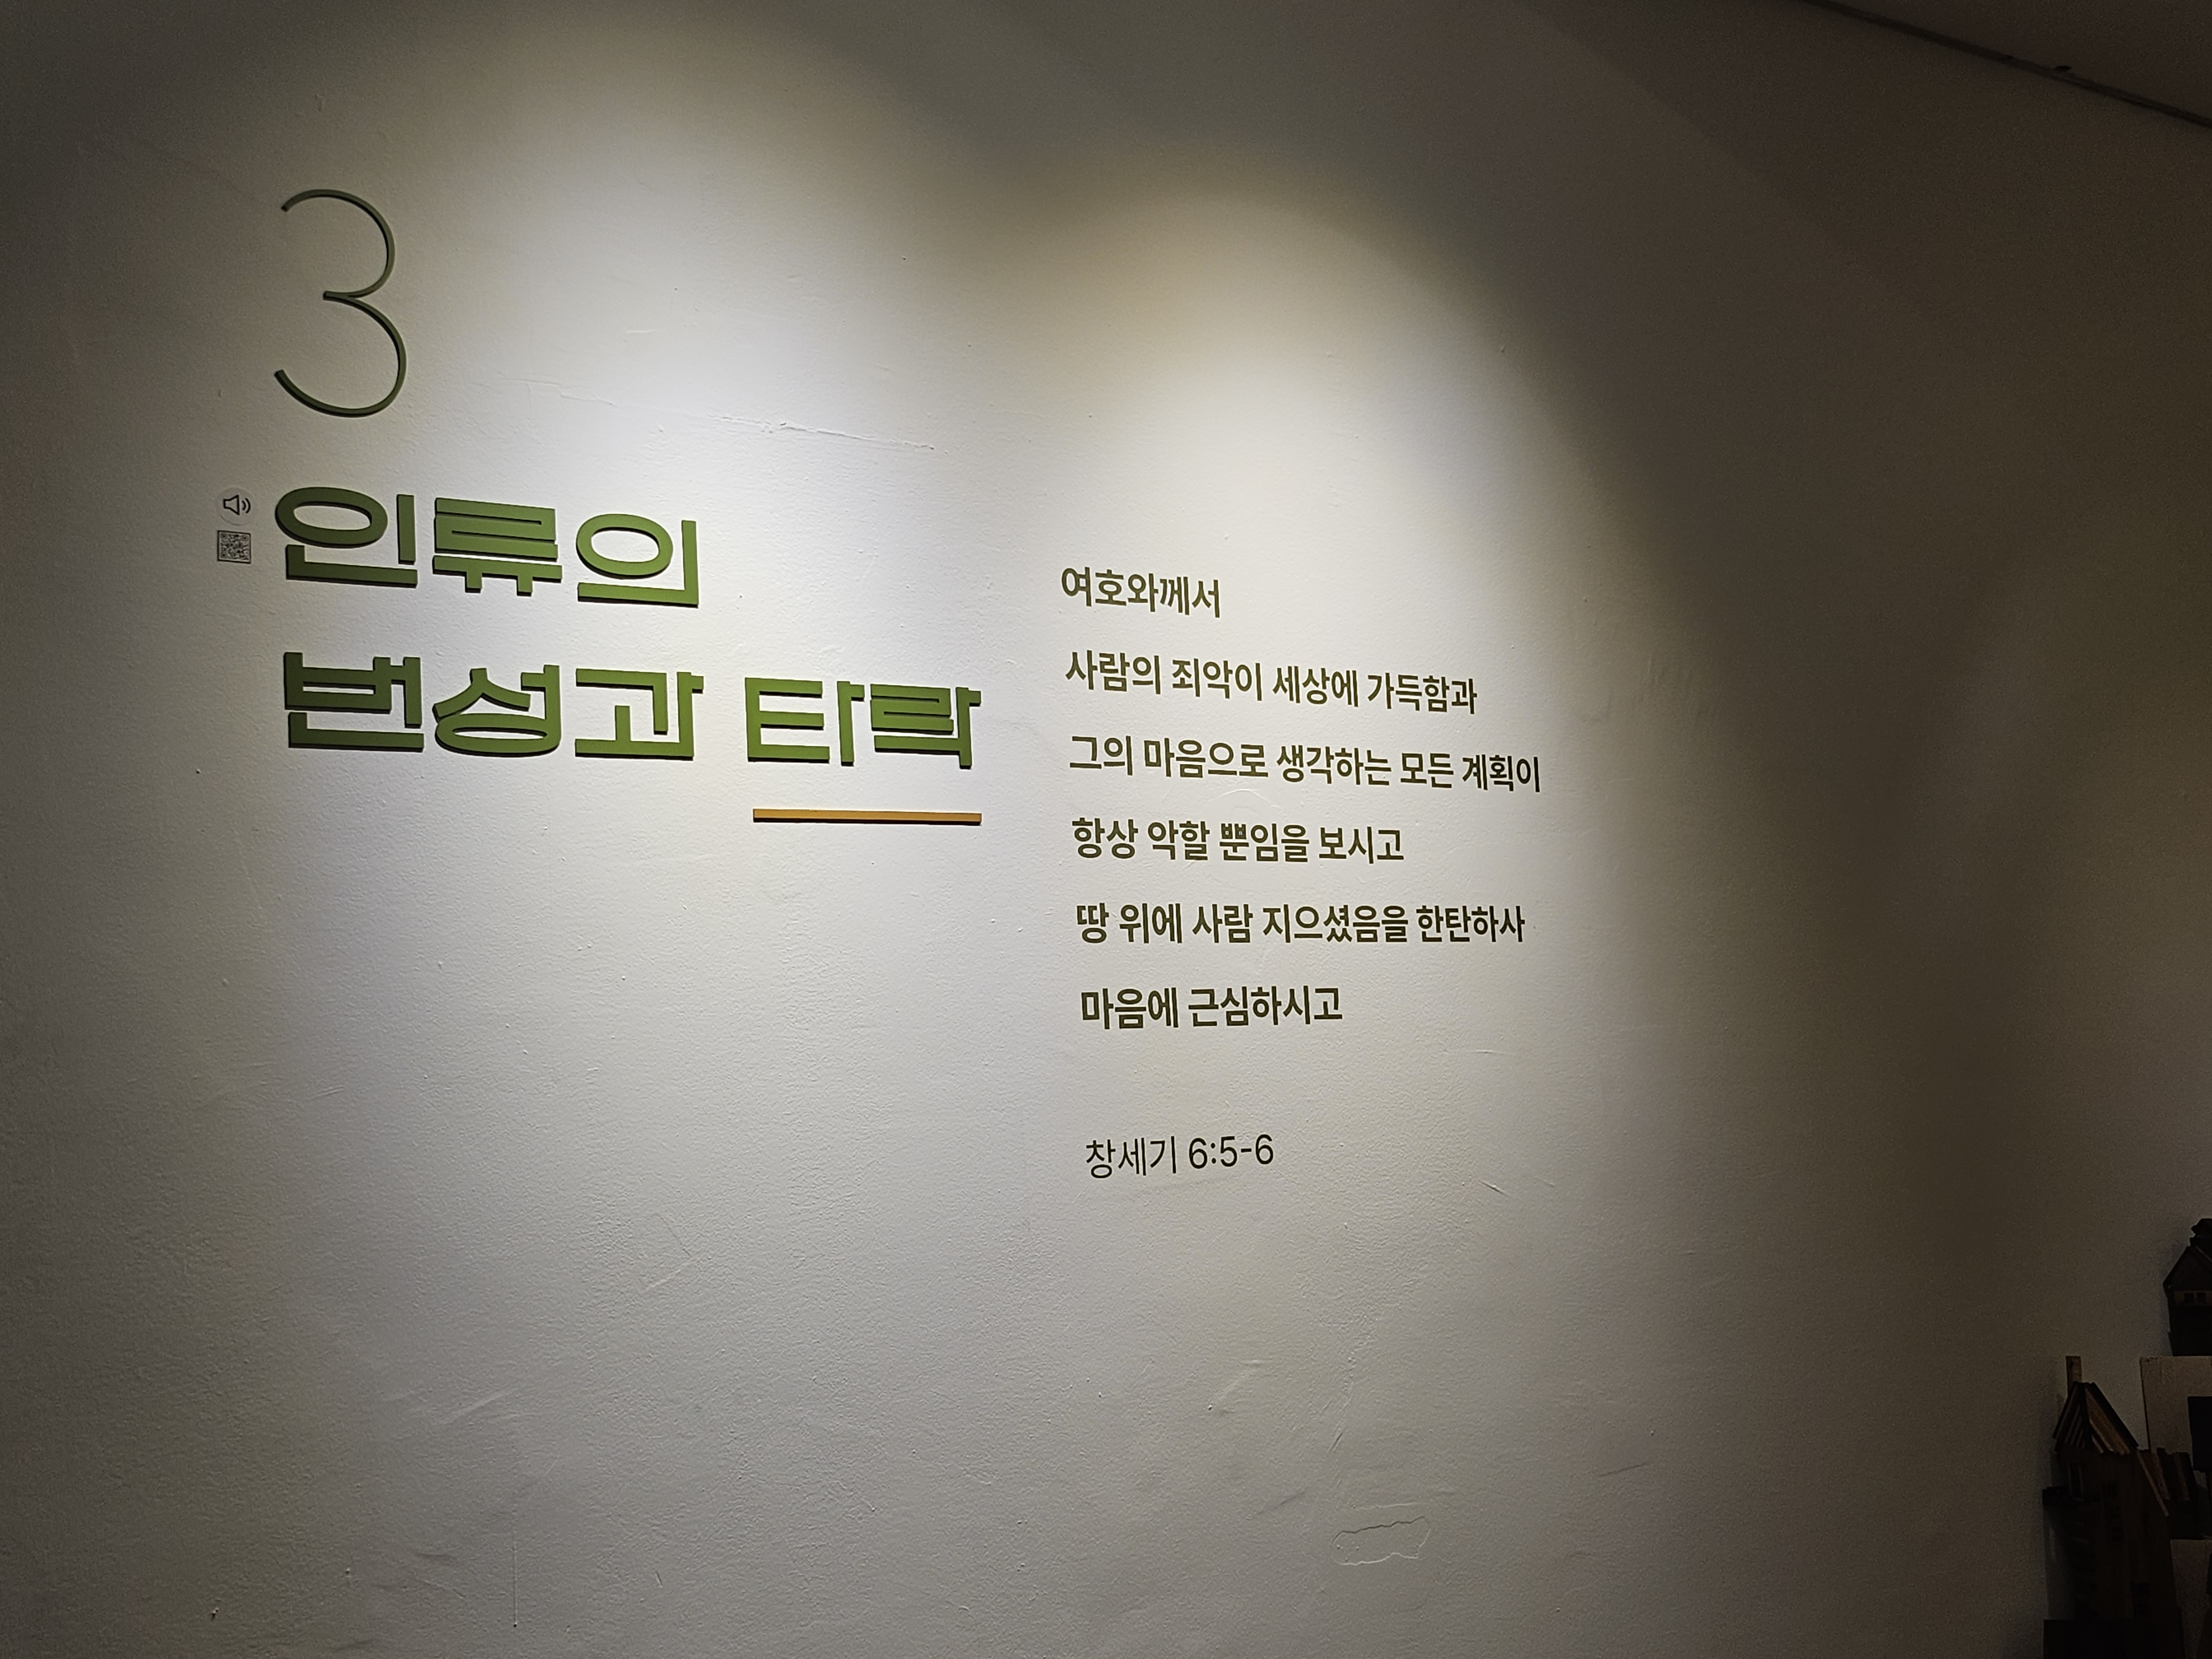 3
인류의
번성과 타락
여호와께서
사람의 죄악이 세상에 가득함과
그의 마음으로 생각하는 모든 계획이
항상 악할 뿐임을 보시고
땅 위에 사람 지으셨음을 한탄하사
마음에 근심하시고
창세기 6:5-6